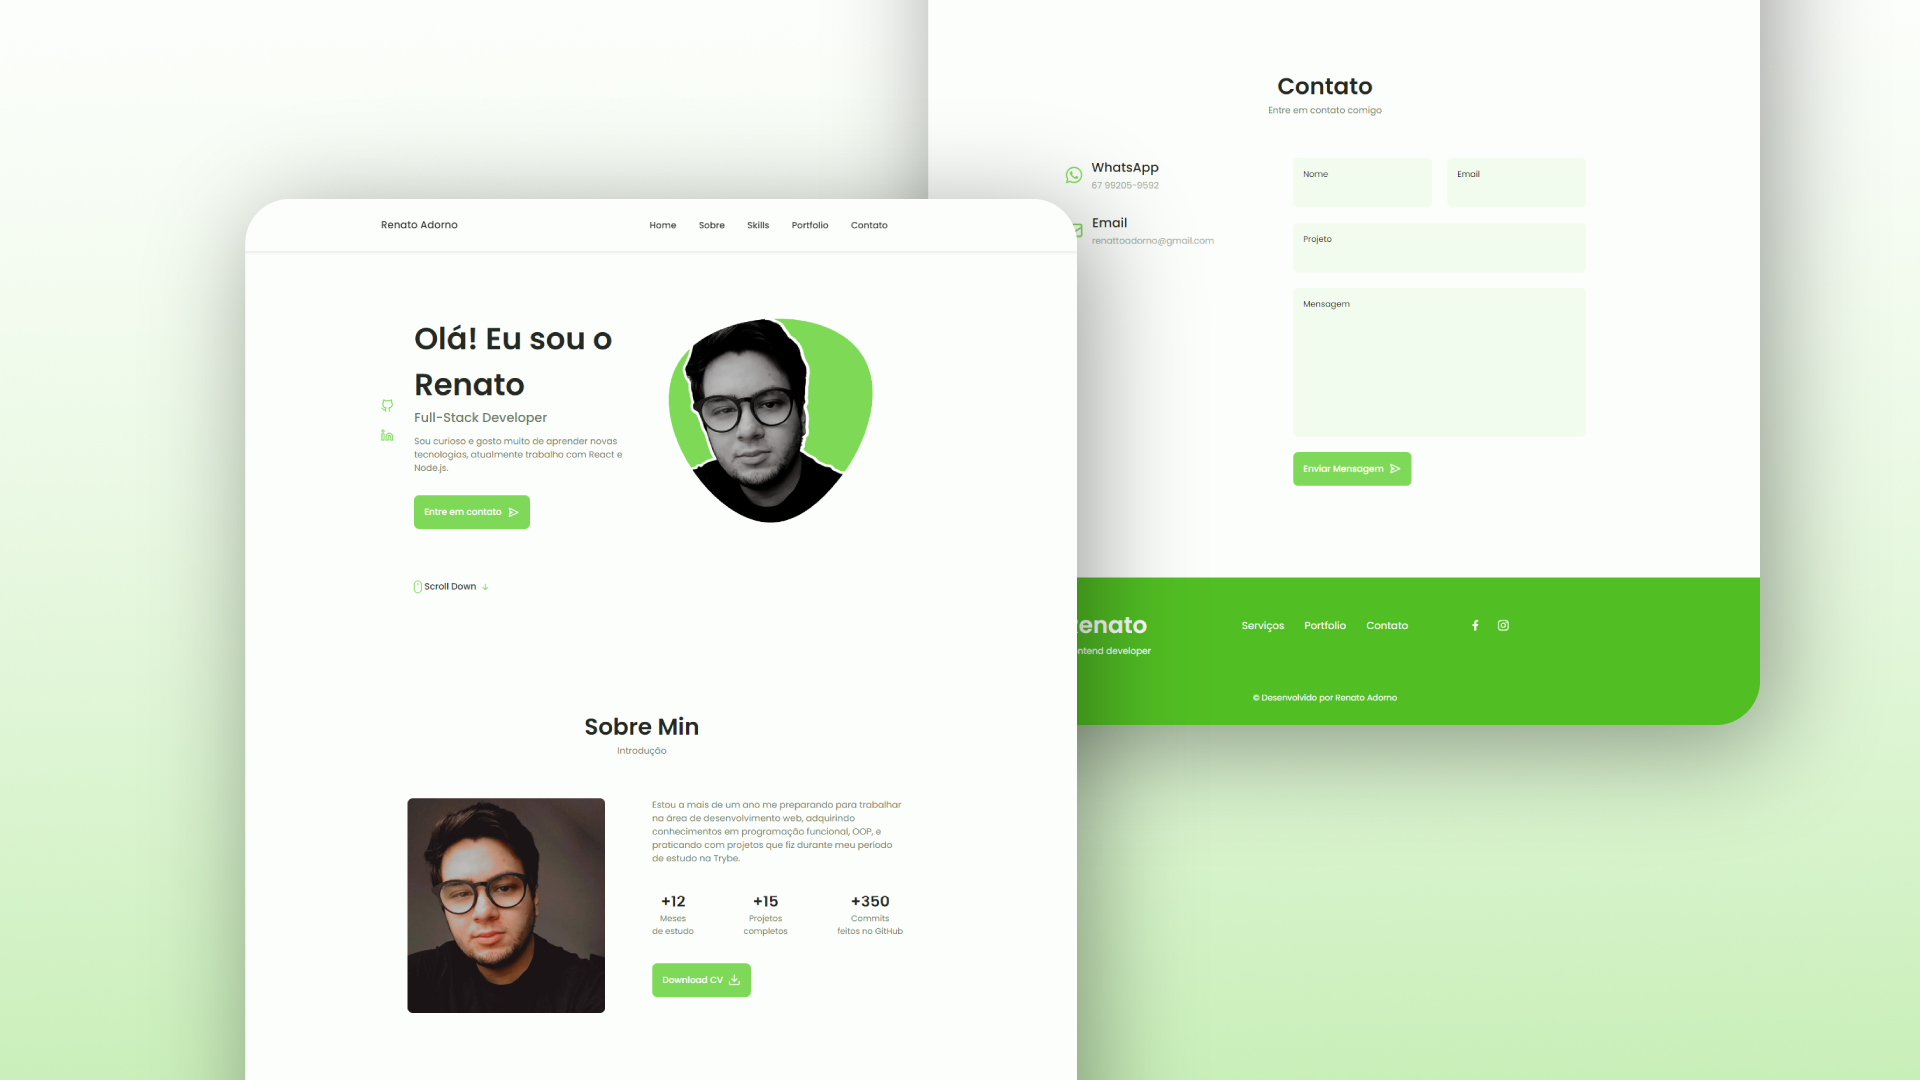 Renato Adorno
Home
Sobre
Skills
Portfolio
Contato
Olá! Eu sou o
Renato
Full-Stack Developer
Sou curioso e gosto muito de aprender novas
tecnologias, atualmente trabalho com React e
Node.js.
Entre em contato
Scroll Down
Sobre Min
Introdução
Estou a mais de um ano me preparando para trabalhar
na área de desenvolvimento web, adquirindo
conhecimentos em programação funcional, OOP, e
praticando com projetos que fiz durante meu periodo
de estudo na Trybe.
+12
Meses
de estudo
+15
Projetos
completos
+350
Commits
feitos no GitHub
Download CV
Contato
Entre em contato comigo
WhatsApp
67 99205-9592
Email
renattoadorno@gmail.com
Nome
Email
Projeto
Mensagem
Enviar Mensagem
enato
ntend developer
Serviços
Portfolio
Contato
© Desenvolvido por Renato Adorno